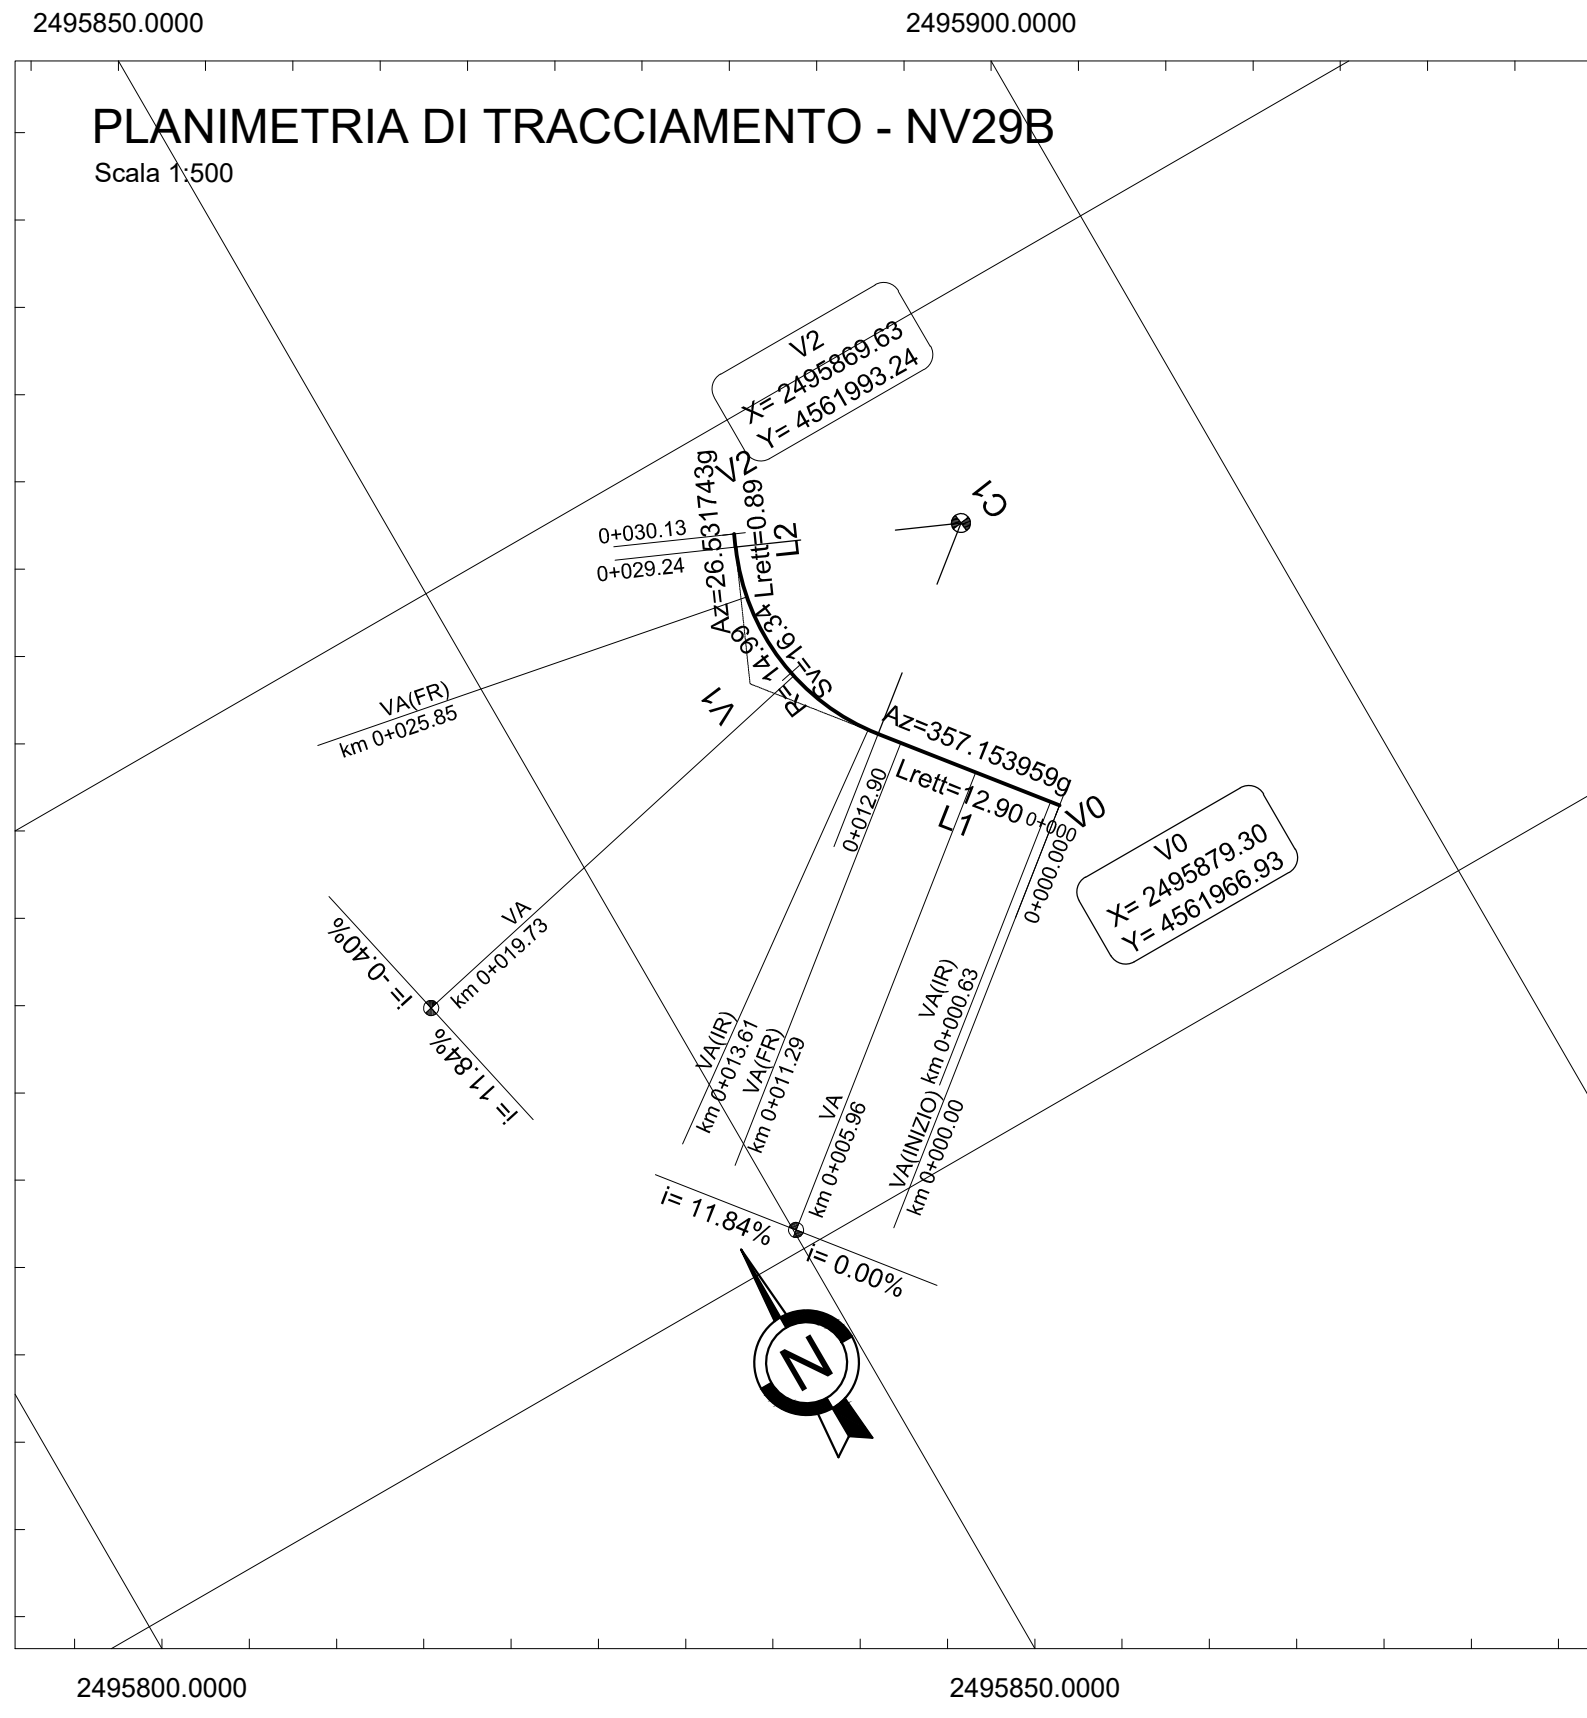 2495850.0000
2495900.0000
PLANIMETRIA DI TRACCIAMENTO - NV29B
Scala 1:500
V2
X= 2495869.63
Y= 4561993.24
V2
Az=26.531743g
Lrett=0.89
L2
0+030.13
0+029.24
C1
R=14.99
Sv=16.34
V1
VA(FR)
km 0+025.85
Az=357.153959g
Lrett=12.90
L1
0+000
V0
0+012.90
0+000.00
V0
X= 2495879.30
Y= 4561966.93
VA
km 0+019.73
i= -0.40%
i= 11.84%
VA(IR)
km 0+013.61
VA(FR)
km 0+011.29
VA
km 0+005.96
VA(IR)
km 0+000.63
VA(INIZIO)
km 0+000.00
i= 11.84%
i= 0.00%
N
2495800.0000
2495850.0000